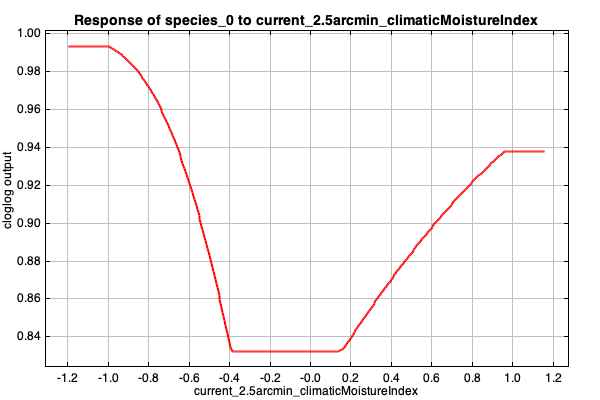 Response of species_0 to current_2.5arcmin_climaticMoistureIndex
cloglog output
1.00
0.98
0.96
0.94
0.92
0.90
0.88
0.86
0.84
-1.2 -1.0 -0.8 -0.6 -0.4 -0.2 -0.0 0.2 0.4 0.6 0.8 1.0 1.2
current_2.5arcmin_climaticMoistureIndex